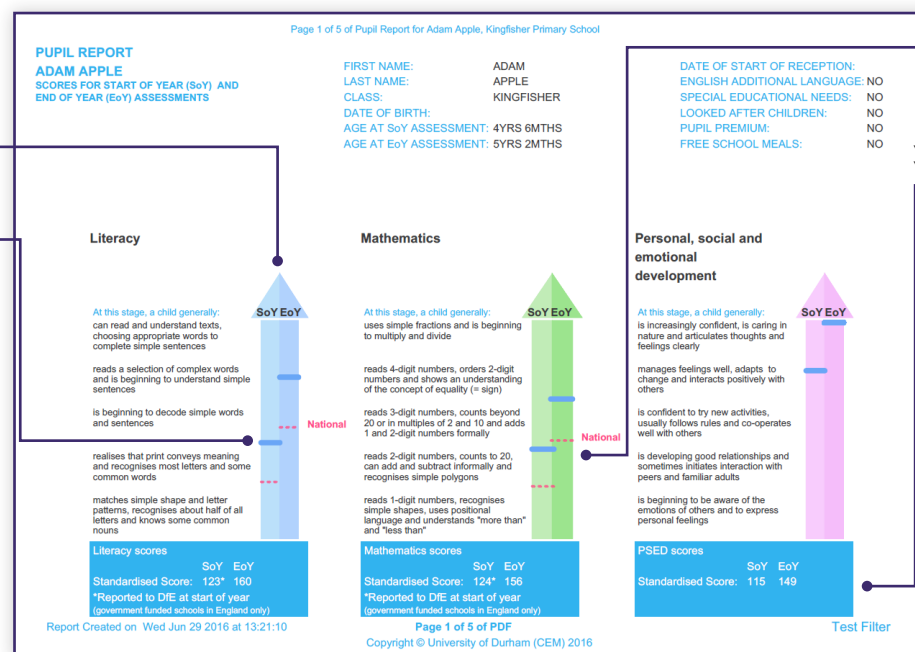 Page 1 of 5 of Pupil Report for Adam Apple, Kingfisher Primary School
PUPIL REPORT
ADAM APPLE
SCORES FOR START OF YEAR (SoY) AND
END OF YEAR (EoY) ASSESSMENTS
FIRST NAME: ADAM
LAST NAME: APPLE
CLASS: KINGFISHER
DATE OF BIRTH:
AGE AT SoY ASSESSMENT: 4YRS 6MTHS
AGE AT EoY ASSESSMENT: 5YRS 2MTHS
DATE OF START OF RECEPTION:
ENGLISH ADDITIONAL LANGUAGE: NO
SPECIAL EDUCATIONAL NEEDS: NO
LOOKED AFTER CHILDREN: NO
PUPIL PREMIUM: NO
FREE SCHOOL MEALS: NO
Literacy
SoY EoY
At this stage, a child generally:
can read and understand texts,
choosing appropriate words to
complete simple sentences
reads a selection of complex words
and is beginning to understand simple
sentences
is beginning to decode simple words
and sentences
National
realises that print conveys meaning
and recognises most letters and some
common words
matches simple shape and letter
patterns, recognises about half of all
letters and knows some common
nouns
Literacy scores
SoY EoY
Standardised Score: 123* 160
*Reported to DfE at start of year
(government funded schools in England only)
Mathematics
SoY EoY
At this stage, a child generally:
uses simple fractions and is beginning
to multiply and divide
reads 4-digit numbers, orders 2-digit
numbers and shows an understanding
of the concept of equality (= sign)
reads 3-digit numbers, counts beyond
20 or in multiples of 2 and 10 and adds
1 and 2-digit numbers formally
National
reads 2-digit numbers, counts to 20,
can add and subtract informally and
recognises simple polygons
reads 1-digit numbers, recognises
simple shapes, uses positional
language and understands "more than"
and "less than"
Mathematics scores
SoY EoY
Standardised Score: 124* 156
*Reported to DfE at start of year
(government funded schools in England only)
Personal, social and
emotional
development
SoY EoY
At this stage, a child generally:
is increasingly confident, is caring in
nature and articulates thoughts and
feelings clearly
manages feelings well, adapts to
change and interacts positively with
others
is confident to try new activities,
usually follows rules and co-operates
well with others
is developing good relationships and
sometimes initiates interaction with
peers and familiar adults
is beginning to be aware of the
emotions of others and to express
personal feelings
PSED scores
SoY EoY
Standardised Score: 115 149
Report Created on Wed Jun 29 2016 at 13:21:10
Page 1 of 5 of PDF
Test Filter
Copyright © University of Durham (CEM) 2016